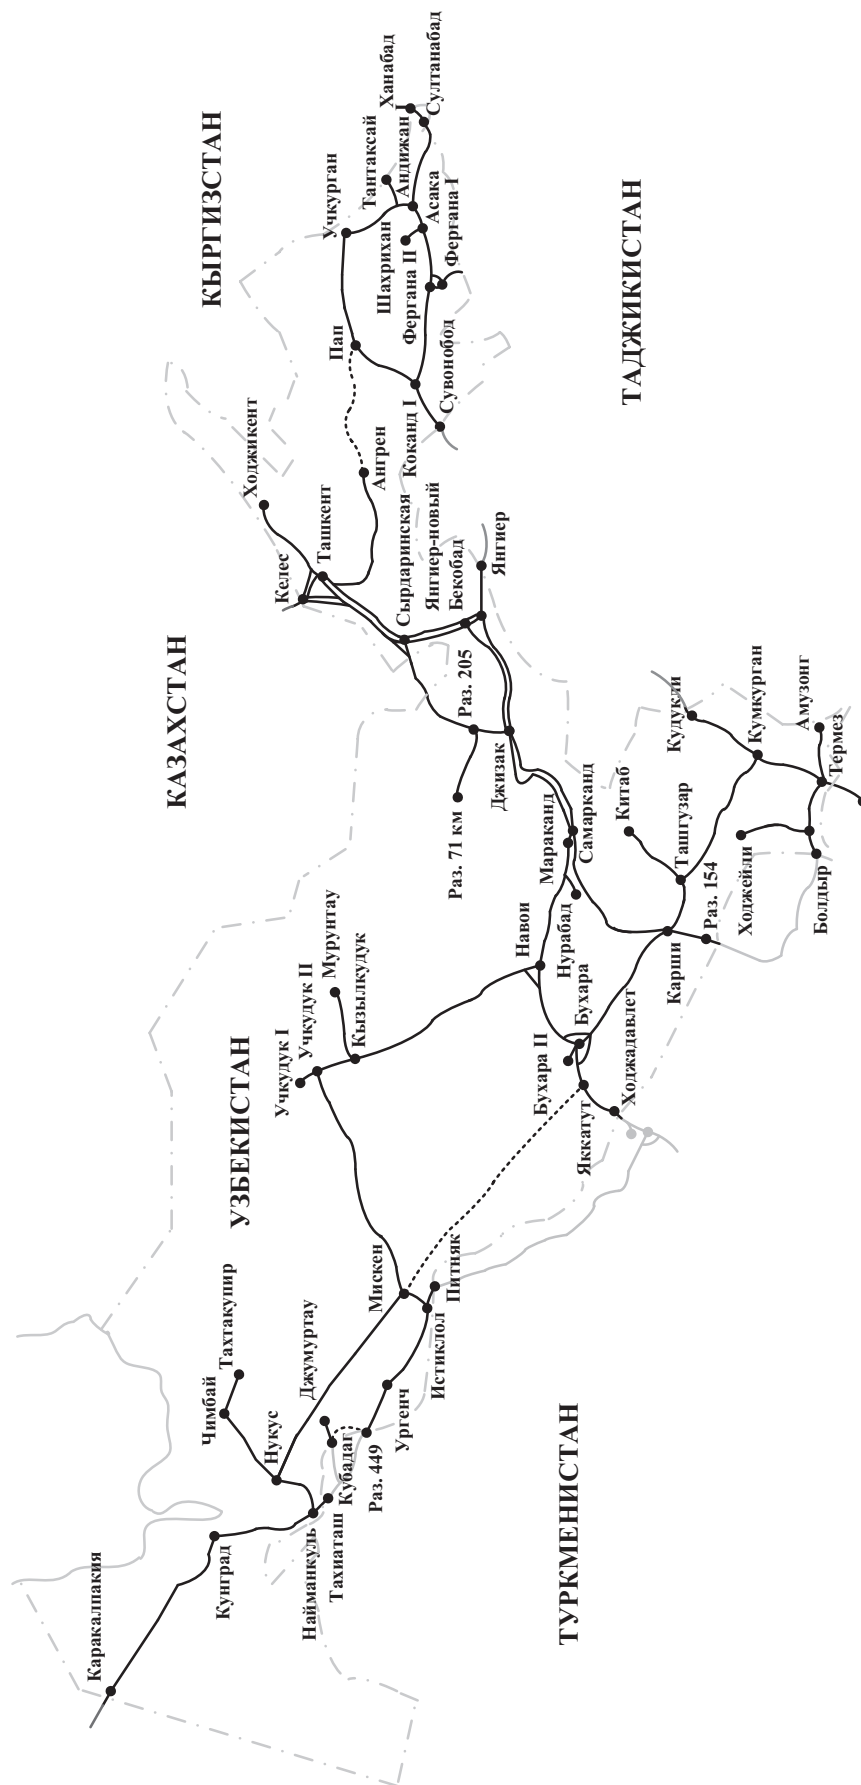 КАЗАХСТАН
КЫРГИЗСТАН
УЗБЕКИСТАН
ТАДЖИКИСТАН
ТУРКМЕНИСТАН
Каракалпакия
Кунград
Найманкуль
Тахиаташ
Нукус
Чимбай
Тахтакупир
Джумуртау
Кубадаг
Раз. 449
Ургенч
Истиклол
Питняк
Мискен
Учкудук I
Учкудук II
Мурунтау
Кызылкудук
Навои
Бухара II
Бухара
Яккатут
Ходжадавлет
Нурабад
Мараканд
Самарканд
Карши
Раз. 154
Китаб
Ташгузар
Кудукли
Кумкурган
Амузонг
Термез
Ходжейли
Болдыр
Раз. 71 км
Раз. 205
Джизак
Сырдаринская
Янгиер-новый
Бекобад
Янгиер
Келес
Ташкент
Ходжикент
Ангрен
Пап
Коканд I
Сувонобод
Учкурган
Тантаксай
Шахрихан
Фергана II
Фергана I
Асака
Андижан I
Ханабад
Султанабад